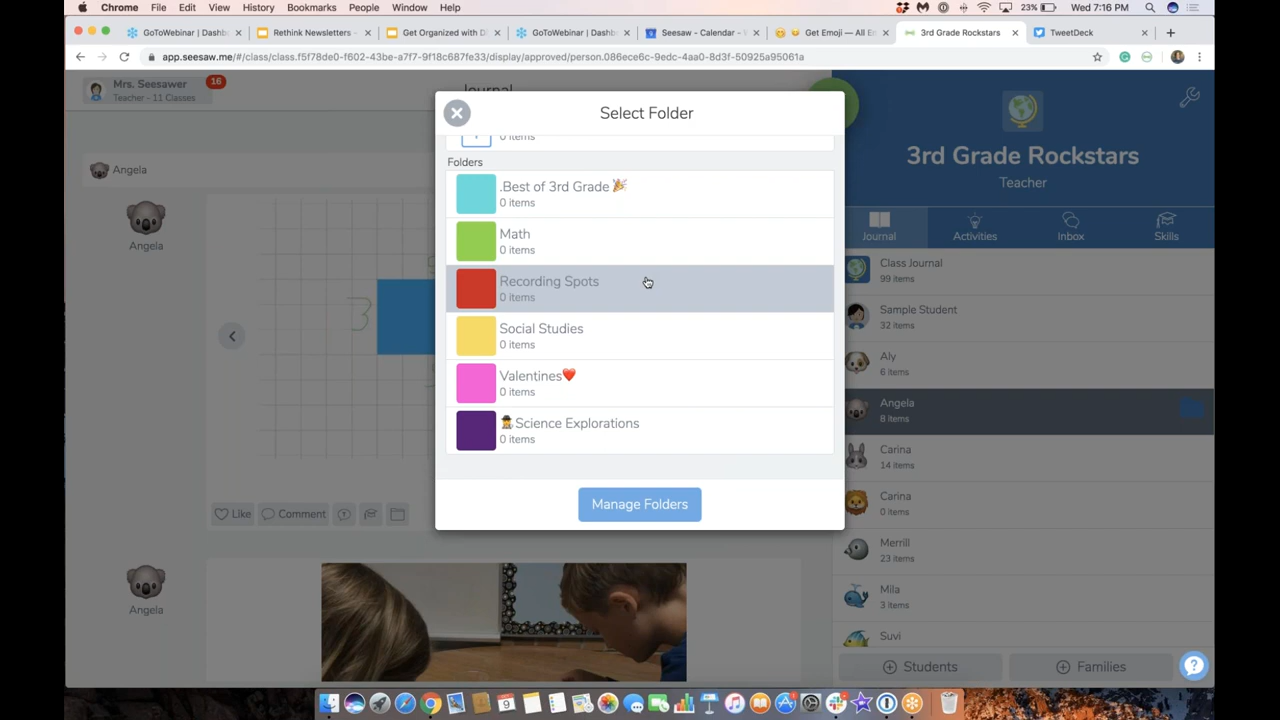 Chrome File Edit View History Bookmarks People Window Help 23% Wed 7:16 PM
GoToWebinar | Dashb Rethink Newsletters - Get Organized with D GoToWebinar | Dashb Seesaw - Calendar - Get Emoji — All E 3rd Grade Rockstars TweetDeck
app.seesaw.me/#/class/class.f5f78de0-f602-43be-a7f7-9f18c687fe33/display/approved/person.086ece6c-9edc-4aa0-8d3f-50925a95061a
Mrs. Seesawer 16
Teacher - 11 Classes
Journal
Angela
Angela
3
Like Comment
Angela
Select Folder
0 items
Folders
.Best of 3rd Grade 🎉
0 items
Math
0 items
Recording Spots
0 items
Social Studies
0 items
Valentines❤️
0 items
Science Explorations
0 items
Manage Folders
3rd Grade Rockstars
Teacher
Journal Activities Inbox Skills
Class Journal
99 items
Sample Student
32 items
Aly
6 items
Angela
8 items
Carina
14 items
Carina
0 items
Merrill
23 items
Mila
3 items
Suvi
Students Families
?
9